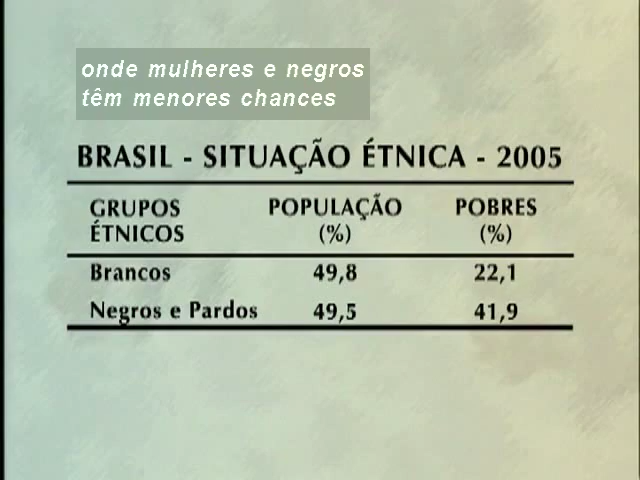 onde mulheres e negros
têm menores chances
BRASIL - SITUAÇÃO ÉTNICA - 2005
GRUPOS ÉTNICOS POPULAÇÃO (%) POBRES (%)
Brancos 49,8 22,1
Negros e Pardos 49,5 41,9